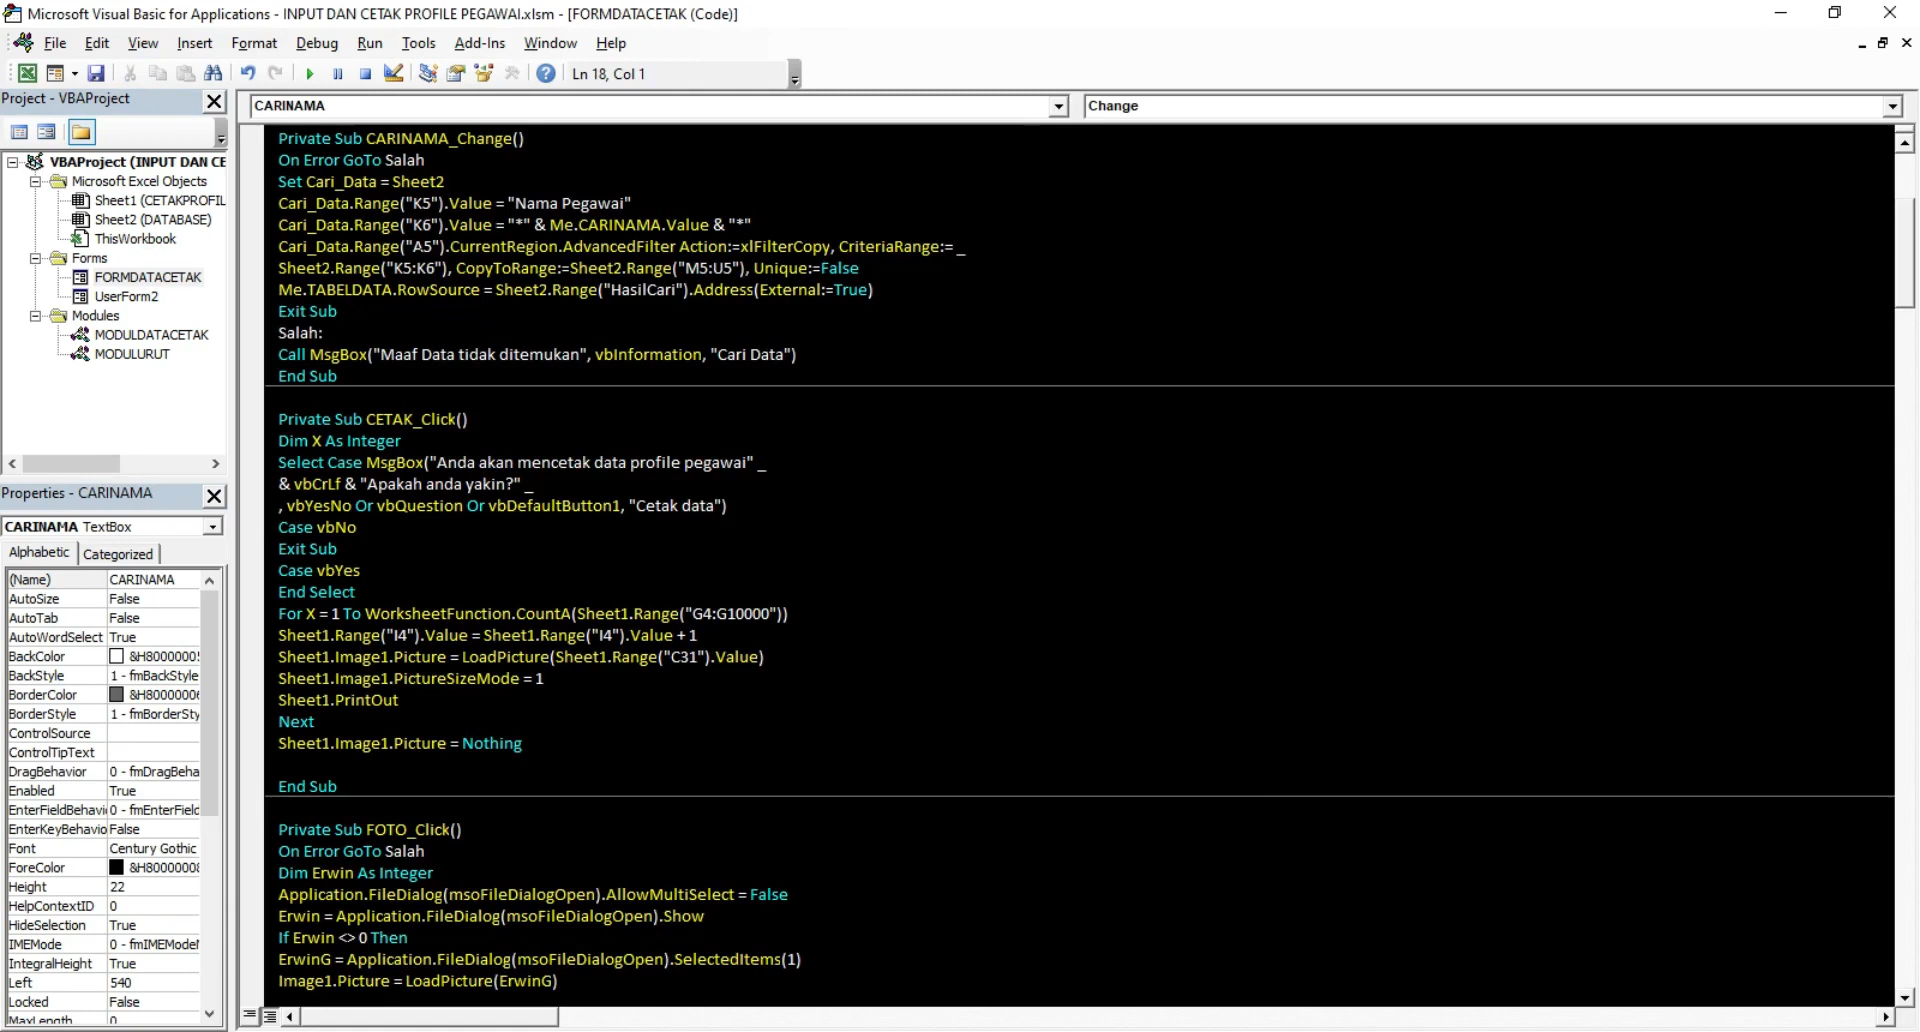 Microsoft Visual Basic for Applications - INPUT DAN CETAK PROFILE PEGAWAI.xlsm - [FORMDATACETAK (Code)]
File Edit View Insert Format Debug Run Tools Add-Ins Window Help
Ln 18, Col 1
Project - VBAProject
VBAProject (INPUT DAN CE
Microsoft Excel Objects
Sheet1 (CETAKPROFIL
Sheet2 (DATABASE)
ThisWorkbook
Forms
FORMDATACETAK
UserForm2
Modules
MODULDATACETAK
MODULURUT
Properties - CARINAMA
CARINAMA TextBox
Alphabetic Categorized
(Name) CARINAMA
AutoSize False
AutoTab False
AutoWordSelect True
BackColor &H8000000
BackStyle 1 - fmBackStyle
BorderColor &H8000000
BorderStyle 1 - fmBorderSty
ControlSource
ControlTipText
DragBehavior 0 - fmDragBeha
Enabled True
EnterFieldBehavi 0 - fmEnterField
EnterKeyBehavio False
Font Century Gothic
ForeColor &H8000000
Height 22
HelpContextID 0
HideSelection True
IMEMode 0 - fmIMEMode
IntegralHeight True
Left 540
Locked False
MaxLength 0
CARINAMA Change
Private Sub CARINAMA_Change()
On Error GoTo Salah
Set Cari_Data = Sheet2
Cari_Data.Range("K5").Value = "Nama Pegawai"
Cari_Data.Range("K6").Value = "*" & Me.CARINAMA.Value & "*"
Cari_Data.Range("A5").CurrentRegion.AdvancedFilter Action:=xlFilterCopy, CriteriaRange:= _
Sheet2.Range("K5:K6"), CopyToRange:=Sheet2.Range("M5:U5"), Unique:=False
Me.TABELDATA.RowSource = Sheet2.Range("HasilCari").Address(External:=True)
Exit Sub
Salah:
Call MsgBox("Maaf Data tidak ditemukan", vbInformation, "Cari Data")
End Sub
Private Sub CETAK_Click()
Dim X As Integer
Select Case MsgBox("Anda akan mencetak data profile pegawai" _
& vbCrLf & "Apakah anda yakin?" _
, vbYesNo Or vbQuestion Or vbDefaultButton1, "Cetak data")
Case vbNo
Exit Sub
Case vbYes
End Select
For X = 1 To WorksheetFunction.CountA(Sheet1.Range("G4:G10000"))
Sheet1.Range("I4").Value = Sheet1.Range("I4").Value + 1
Sheet1.Image1.Picture = LoadPicture(Sheet1.Range("C31").Value)
Sheet1.Image1.PictureSizeMode = 1
Sheet1.PrintOut
Next
Sheet1.Image1.Picture = Nothing
End Sub
Private Sub FOTO_Click()
On Error GoTo Salah
Dim Erwin As Integer
Application.FileDialog(msoFileDialogOpen).AllowMultiSelect = False
Erwin = Application.FileDialog(msoFileDialogOpen).Show
If Erwin <> 0 Then
ErwinG = Application.FileDialog(msoFileDialogOpen).SelectedItems(1)
Image1.Picture = LoadPicture(ErwinG)